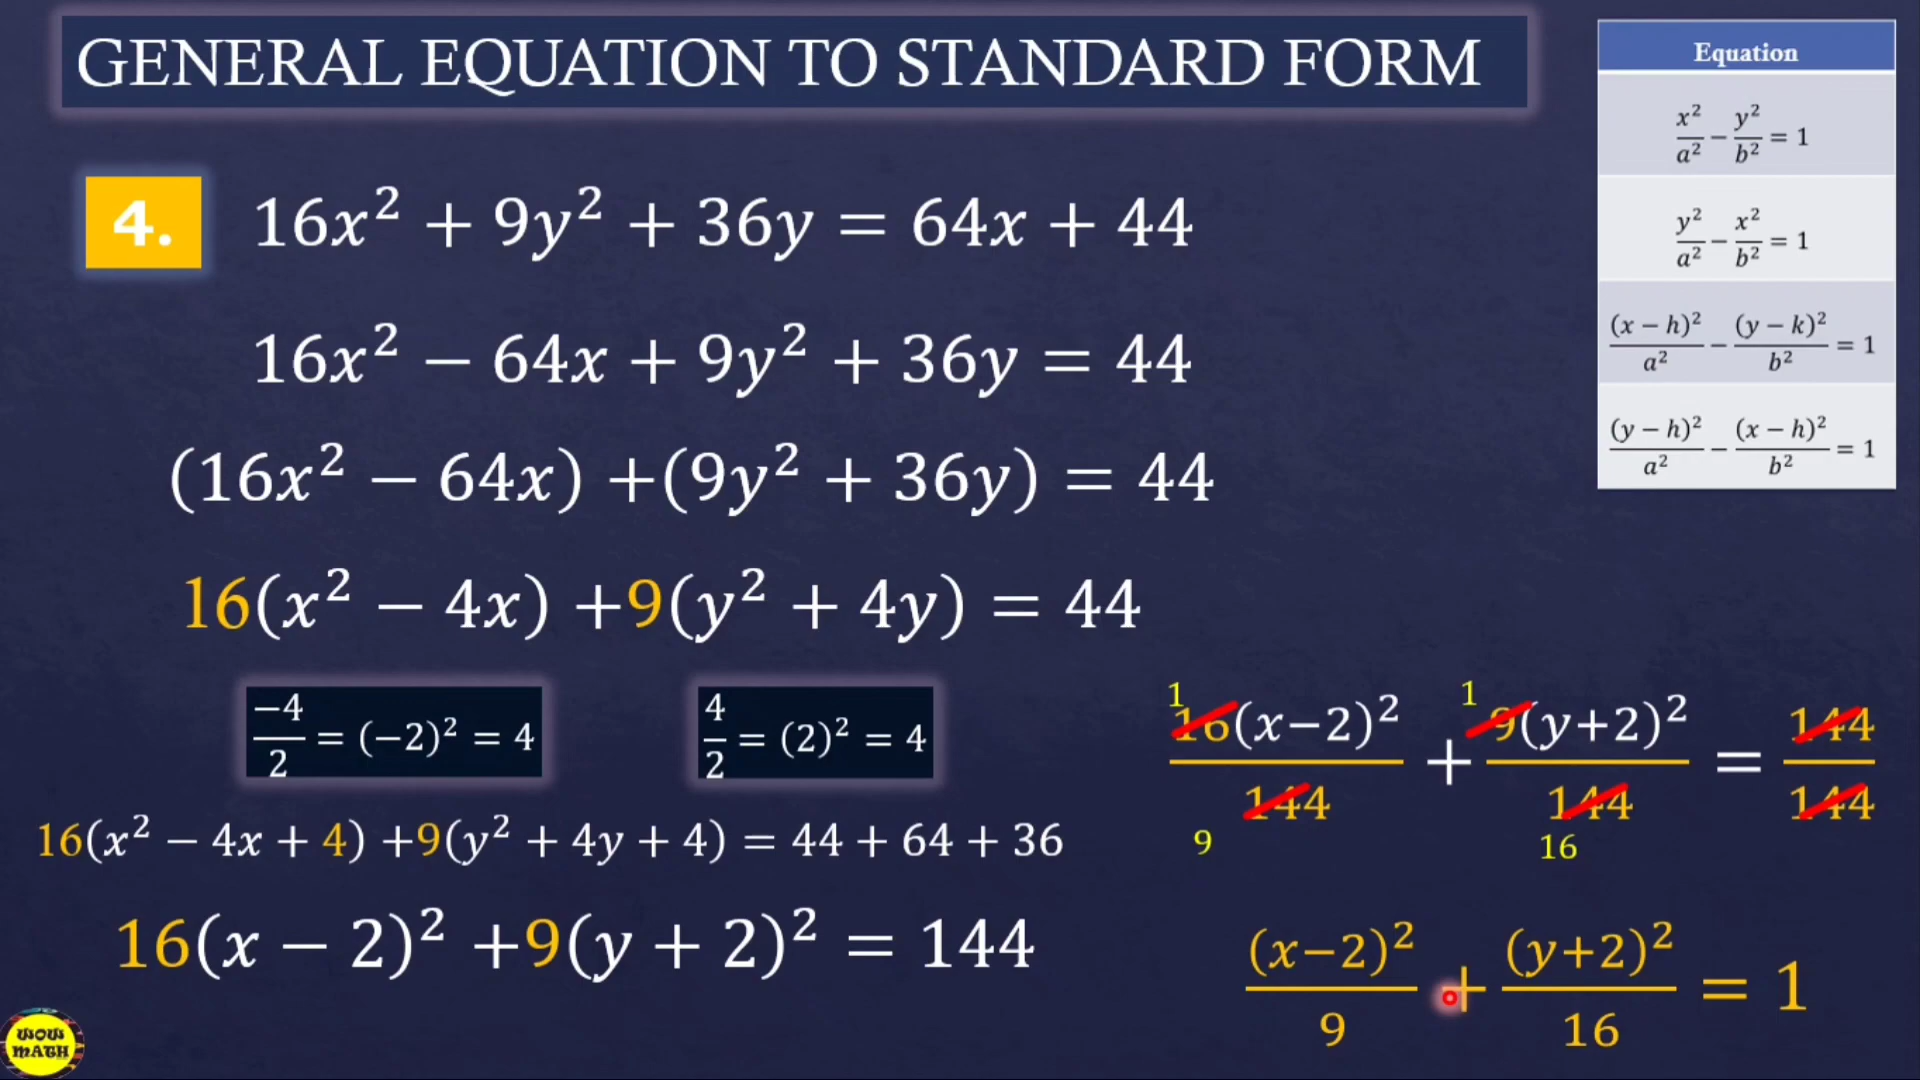 GENERAL EQUATION TO STANDARD FORM
4. 16x² + 9y² + 36y = 64x + 44
16x² − 64x + 9y² + 36y = 44
(16x² − 64x) +(9y² + 36y) = 44
16(x² − 4x) +9(y² + 4y) = 44
−4/2 = (−2)² = 4
4/2 = (2)² = 4
16(x² − 4x + 4) +9(y² + 4y + 4) = 44 + 64 + 36
16(x − 2)² +9(y + 2)² = 144
1 1
16(x−2)²/144 + 9(y+2)²/144 = 144/144
9 16
(x−2)²/9 + (y+2)²/16 = 1
Equation
x²/a² − y²/b² = 1
y²/a² − x²/b² = 1
(x − h)²/a² − (y − k)²/b² = 1
(y − h)²/a² − (x − h)²/b² = 1
WOW
MATH